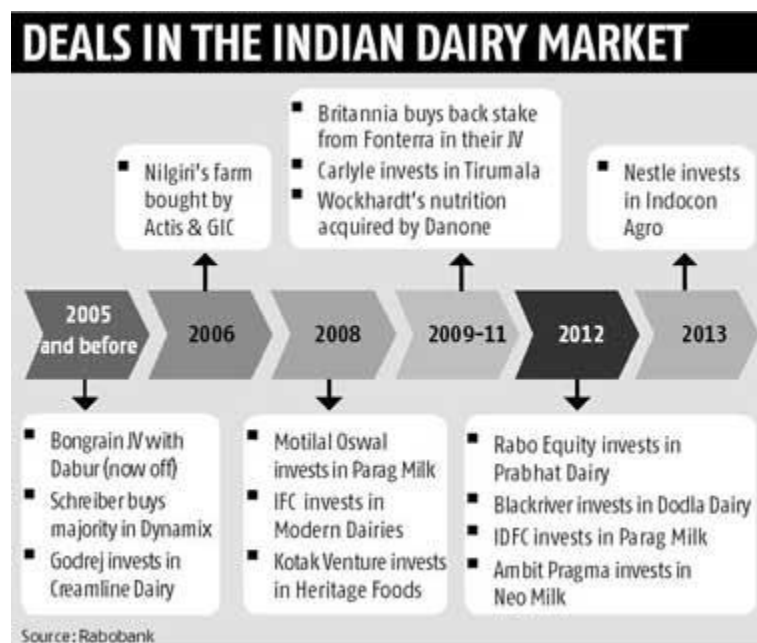 DEALS IN THE INDIAN DAIRY MARKET
■ Nilgiri's farm
bought by
Actis & GIC
■ Britannia buys back stake
from Fonterra in their JV
■ Carlyle invests in Tirumala
■ Wockhardt's nutrition
acquired by Danone
■ Nestle invests
in Indocon
Agro
2005
and before
2006
2008
2009-11
2012
2013
■ Bongrain JV with
Dabur (now off)
■ Schreiber buys
majority in Dynamix
■ Godrej invests in
Creamline Dairy
■ Motilal Oswal
invests in Parag Milk
■ IFC invests in
Modern Dairies
■ Kotak Venture invests
in Heritage Foods
■ Rabo Equity invests in
Prabhat Dairy
■ Blackriver invests in Dodla Dairy
■ IDFC invests in Parag Milk
■ Ambit Pragma invests in
Neo Milk
Source: Rabobank